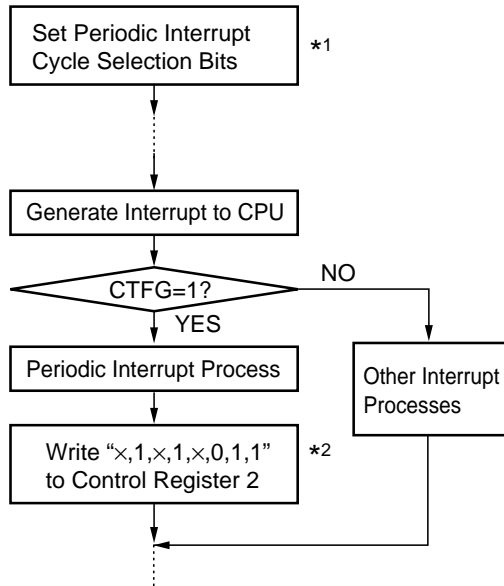 Set Periodic Interrupt
Cycle Selection Bits
*1
Generate Interrupt to CPU
CTFG=1?
NO
YES
Periodic Interrupt Process
Other Interrupt
Processes
Write “×,1,×,1,×,0,1,1”
to Control Register 2
*2